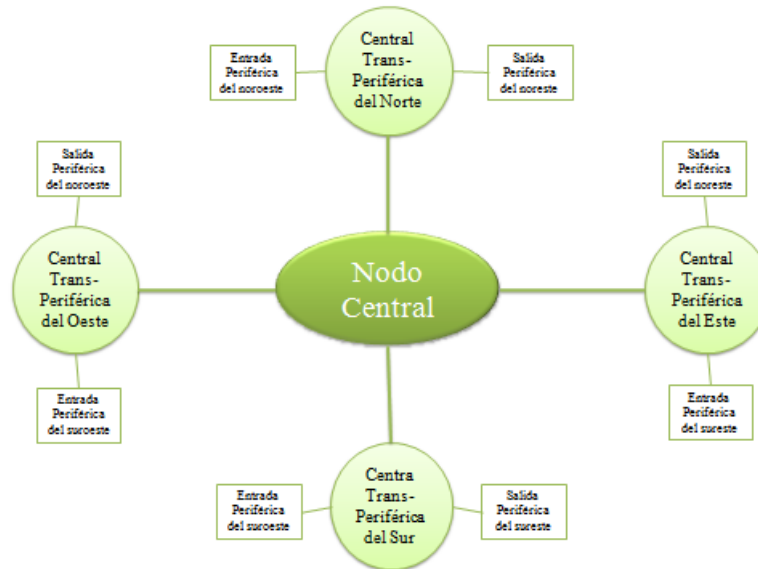 Central
Trans-
Periférica
del Norte
Entrada
Periférica
del noroeste
Salida
Periférica
del noreste
Salida
Periférica
del noroeste
Salida
Periférica
del noreste
Central
Trans-
Periférica
del Oeste
Nodo
Central
Central
Trans-
Periférica
del Este
Entrada
Periférica
del suroeste
Entrada
Periférica
del sureste
Centra
Trans-
Periférica
del Sur
Entrada
Periférica
del suroeste
Salida
Periférica
del sureste